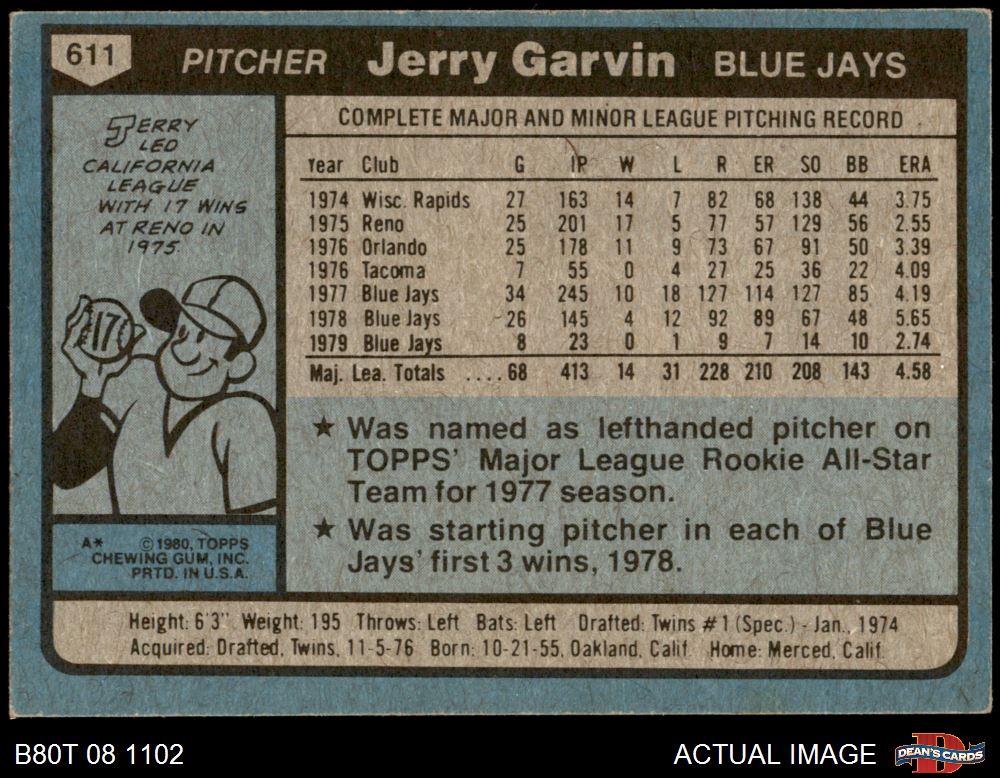 611 PITCHER Jerry Garvin BLUE JAYS
JERRY
LED
CALIFORNIA
LEAGUE
WITH 17 WINS
AT RENO IN
1975.
17
A* © 1980, TOPPS
CHEWING GUM, INC.
PRTD. IN U.S.A.
COMPLETE MAJOR AND MINOR LEAGUE PITCHING RECORD
Year Club G IP W L R ER SO BB ERA
1974 Wisc. Rapids 27 163 14 7 82 68 138 44 3.75
1975 Reno 25 201 17 5 77 57 129 56 2.55
1976 Orlando 25 178 11 9 73 67 91 50 3.39
1976 Tacoma 7 55 0 4 27 25 36 22 4.09
1977 Blue Jays 34 245 10 18 127 114 127 85 4.19
1978 Blue Jays 26 145 4 12 92 89 67 48 5.65
1979 Blue Jays 8 23 0 1 9 7 14 10 2.74
Maj. Lea. Totals ....68 413 14 31 228 210 208 143 4.58
★ Was named as lefthanded pitcher on
TOPPS' Major League Rookie All-Star
Team for 1977 season.
★ Was starting pitcher in each of Blue
Jays' first 3 wins, 1978.
Height: 6'3" Weight: 195 Throws: Left Bats: Left Drafted: Twins #1 (Spec.) - Jan., 1974
Acquired: Drafted, Twins, 11-5-76 Born: 10-21-55, Oakland, Calif. Home: Merced, Calif.
B80T 08 1102 ACTUAL IMAGE DEAN'S CARDS